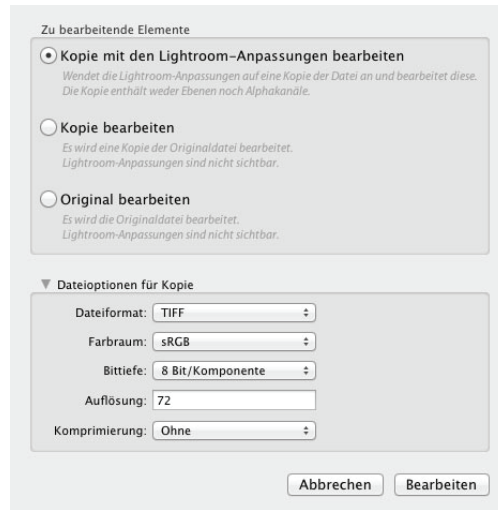 Zu bearbeitende Elemente
Kopie mit den Lightroom-Anpassungen bearbeiten
Wendet die Lightroom-Anpassungen auf eine Kopie der Datei an und bearbeitet diese.
Die Kopie enthält weder Ebenen noch Alphakanäle.
Kopie bearbeiten
Es wird eine Kopie der Originaldatei bearbeitet.
Lightroom-Anpassungen sind nicht sichtbar.
Original bearbeiten
Es wird die Originaldatei bearbeitet.
Lightroom-Anpassungen sind nicht sichtbar.
Dateioptionen für Kopie
Dateiformat: TIFF
Farbraum: sRGB
Bittiefe: 8 Bit/Komponente
Auflösung: 72
Komprimierung: Ohne
Abbrechen Bearbeiten